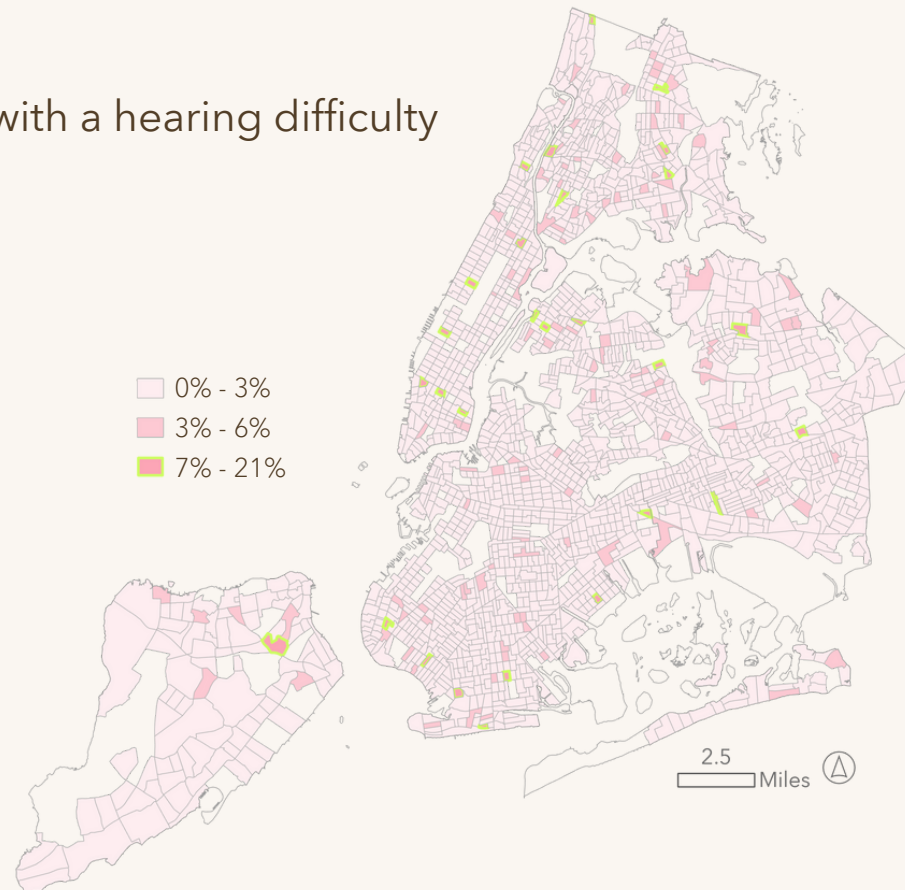 with a hearing difficulty
0% - 3%
3% - 6%
7% - 21%
2.5
Miles